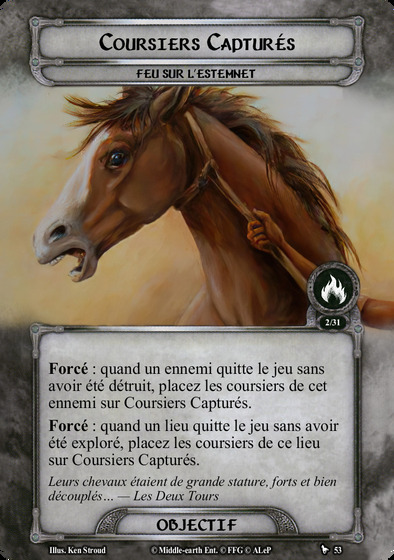 Coursiers Capturés
FEU SUR L'ESTEMNET
2/31
Forcé : quand un ennemi quitte le jeu sans
avoir été détruit, placez les coursiers de cet
ennemi sur Coursiers Capturés.
Forcé : quand un lieu quitte le jeu sans avoir
été exploré, placez les coursiers de ce lieu
sur Coursiers Capturés.
Leurs chevaux étaient de grande stature, forts et bien
découplés… — Les Deux Tours
OBJECTIF
Illus. Ken Stroud © Middle-earth Ent. © FFG © ALeP 53